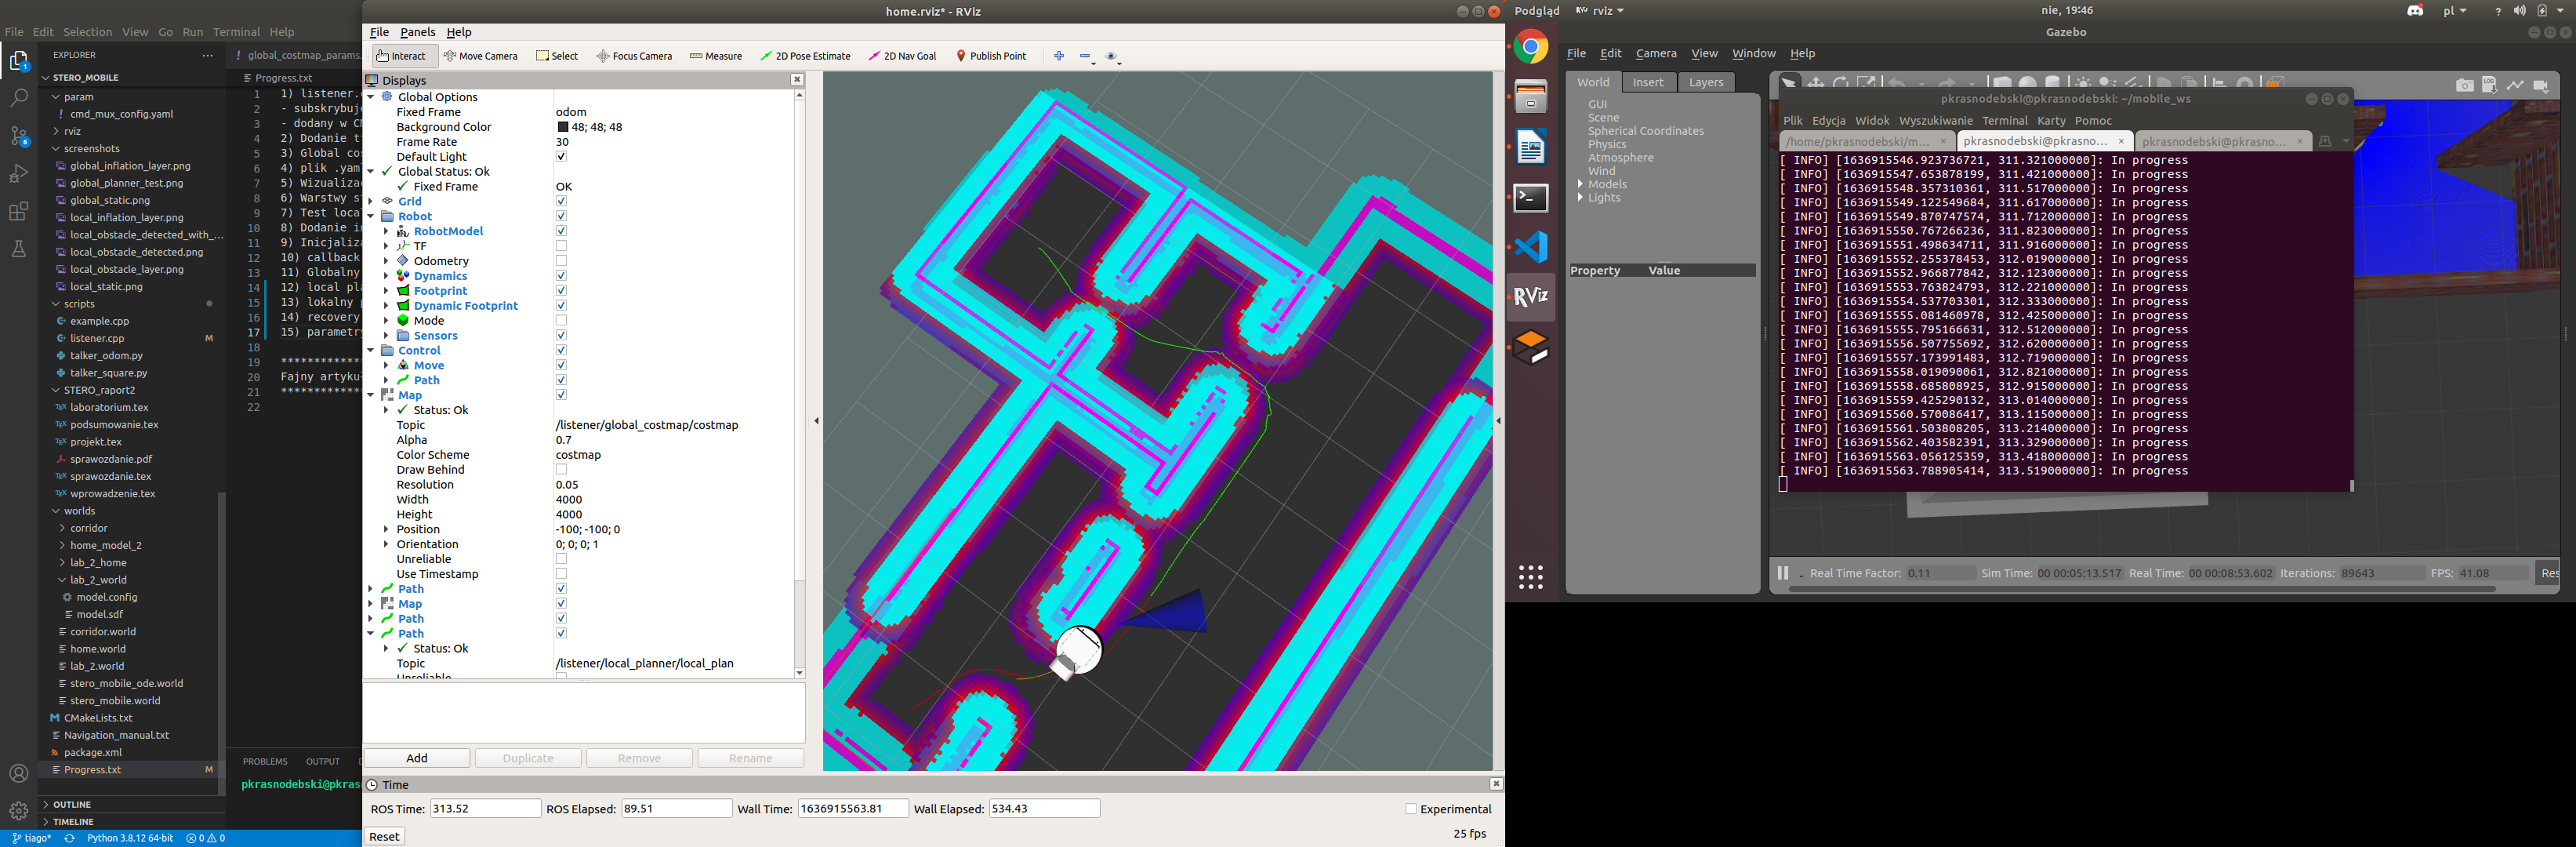 File Edit Selection View Go Run Terminal Help
EXPLORER
STERO_MOBILE
param
cmd_mux_config.yaml
rviz
screenshots
global_inflation_layer.png
global_planner_test.png
global_static.png
local_inflation_layer.png
local_obstacle_detected_with_...
local_obstacle_detected.png
local_obstacle_layer.png
local_static.png
scripts
example.cpp
listener.cpp M
talker_odom.py
talker_square.py
STERO_raport2
laboratorium.tex
podsumowanie.tex
projekt.tex
sprawozdanie.pdf
sprawozdanie.tex
wprowadzenie.tex
worlds
corridor
home_model_2
lab_2_home
lab_2_world
model.config
model.sdf
corridor.world
home.world
lab_2.world
stero_mobile_ode.world
stero_mobile.world
CMakeLists.txt
Navigation_manual.txt
package.xml
Progress.txt M
OUTLINE
TIMELINE
tiago* Python 3.8.12 64-bit 0 0
global_costmap_params.
Progress.txt
1 1) listener.
2 - subskrybuj
3 - dodany w CM
4 2) Dodanie t
5 3) Global cos
6 4) plik .yaml
7 5) Wizualizac
8 6) Warstwy st
9 7) Test local
10 8) Dodanie in
11 9) Inicjaliza
12 10) callback
13 11) Globalny
14 12) local pla
15 13) lokalny p
16 14) recovery
17 15) parametry
18
19 *************
20 Fajny artyku
21 *************
22
PROBLEMS OUTPUT
pkrasnodebski@pkras
home.rviz* - RViz
File Panels Help
Interact Move Camera Select Focus Camera Measure 2D Pose Estimate 2D Nav Goal Publish Point
Displays
Global Options
Fixed Frame odom
Background Color 48; 48; 48
Frame Rate 30
Default Light
Global Status: Ok
Fixed Frame OK
Grid
Robot
RobotModel
TF
Odometry
Dynamics
Footprint
Dynamic Footprint
Mode
Sensors
Control
Move
Path
Map
Status: Ok
Topic /listener/global_costmap/costmap
Alpha 0.7
Color Scheme costmap
Draw Behind
Resolution 0.05
Width 4000
Height 4000
Position -100; -100; 0
Orientation 0; 0; 0; 1
Unreliable
Use Timestamp
Path
Map
Path
Path
Status: Ok
Topic /listener/local_planner/local_plan
Unreliable
Add Duplicate Remove Rename
Time
ROS Time: 313.52 ROS Elapsed: 89.51 Wall Time: 1636915563.81 Wall Elapsed: 534.43 Experimental
Reset 25 fps
Podgląd rviz nie, 19:46 pl
RViz
Gazebo
File Edit Camera View Window Help
World Insert Layers
GUI
Scene
Spherical Coordinates
Physics
Atmosphere
Wind
Models
Lights
Property Value
pkrasnodebski@pkrasnodebski: ~/mobile_ws
Plik Edycja Widok Wyszukiwanie Terminal Karty Pomoc
/home/pkrasnodebski/m... pkrasnodebski@pkrasno... pkrasnodebski@pkrasno...
[ INFO] [1636915546.923736721, 311.321000000]: In progress
[ INFO] [1636915547.653878199, 311.421000000]: In progress
[ INFO] [1636915548.357310361, 311.517000000]: In progress
[ INFO] [1636915549.122549684, 311.617000000]: In progress
[ INFO] [1636915549.870747574, 311.712000000]: In progress
[ INFO] [1636915550.767266236, 311.823000000]: In progress
[ INFO] [1636915551.498634711, 311.916000000]: In progress
[ INFO] [1636915552.255378453, 312.019000000]: In progress
[ INFO] [1636915552.966877842, 312.123000000]: In progress
[ INFO] [1636915553.763824793, 312.221000000]: In progress
[ INFO] [1636915554.537703301, 312.333000000]: In progress
[ INFO] [1636915555.081460978, 312.425000000]: In progress
[ INFO] [1636915555.795166631, 312.512000000]: In progress
[ INFO] [1636915556.507755692, 312.620000000]: In progress
[ INFO] [1636915557.173991483, 312.719000000]: In progress
[ INFO] [1636915558.019090061, 312.821000000]: In progress
[ INFO] [1636915558.685808925, 312.915000000]: In progress
[ INFO] [1636915559.425290132, 313.014000000]: In progress
[ INFO] [1636915560.570086417, 313.115000000]: In progress
[ INFO] [1636915561.503808205, 313.214000000]: In progress
[ INFO] [1636915562.403582391, 313.329000000]: In progress
[ INFO] [1636915563.056125359, 313.418000000]: In progress
[ INFO] [1636915563.788905414, 313.519000000]: In progress
Real Time Factor: 0.11 Sim Time: 00 00:05:13.517 Real Time: 00 00:08:53.602 Iterations: 89643 FPS: 41.08 Res